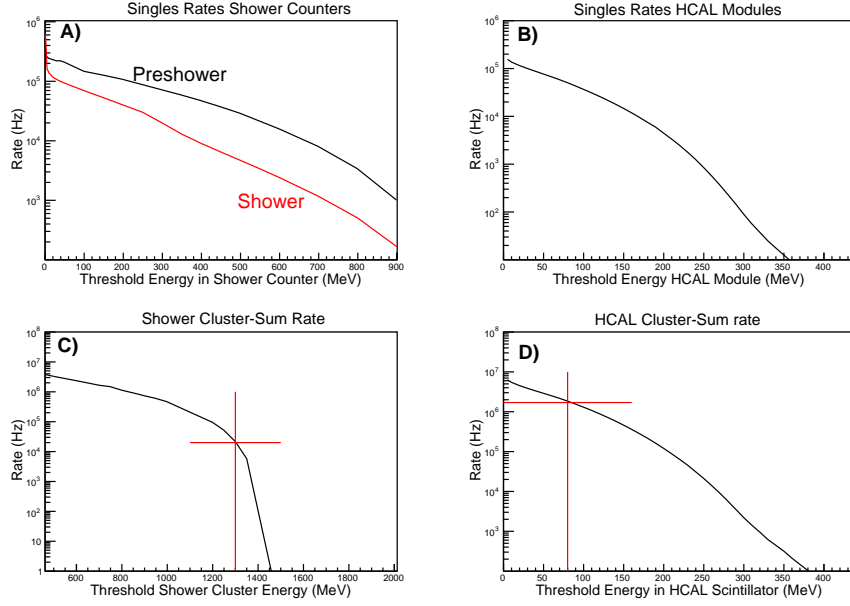 Singles Rates Shower Counters
A)
Preshower
Shower
Rate (Hz)
10^6
10^5
10^4
10^3
0 100 200 300 400 500 600 700 800 900
Threshold Energy in Shower Counter (MeV)
Singles Rates HCAL Modules
B)
Rate (Hz)
10^6
10^5
10^4
10^3
10^2
0 50 100 150 200 250 300 350 400
Threshold Energy HCAL Module (MeV)
Shower Cluster-Sum Rate
C)
Rate (Hz)
10^8
10^7
10^6
10^5
10^4
10^3
10^2
10
1
600 800 1000 1200 1400 1600 1800 2000
Threshold Shower Cluster Energy (MeV)
HCAL Cluster-Sum rate
D)
Rate (Hz)
10^8
10^7
10^6
10^5
10^4
10^3
0 50 100 150 200 250 300 350 400
Threshold Energy in HCAL Scintillator (MeV)